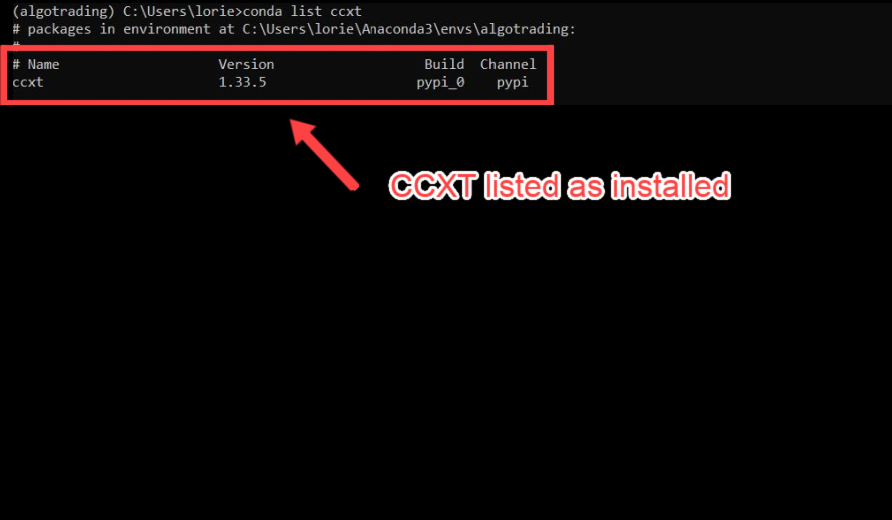 (algotrading) C:\Users\lorie>conda list ccxt
# packages in environment at C:\Users\lorie\Anaconda3\envs\algotrading:
#
# Name Version Build Channel
ccxt 1.33.5 pypi_0 pypi
CCXT listed as installed